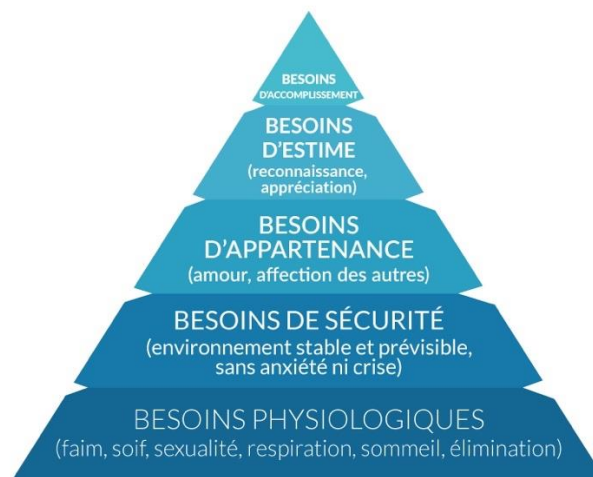 BESOINS
D'ACCOMPLISSEMENT
BESOINS
D'ESTIME
(reconnaissance,
appréciation)
BESOINS
D'APPARTENANCE
(amour, affection des autres)
BESOINS DE SÉCURITÉ
(environnement stable et prévisible,
sans anxiété ni crise)
BESOINS PHYSIOLOGIQUES
(faim, soif, sexualité, respiration, sommeil, élimination)